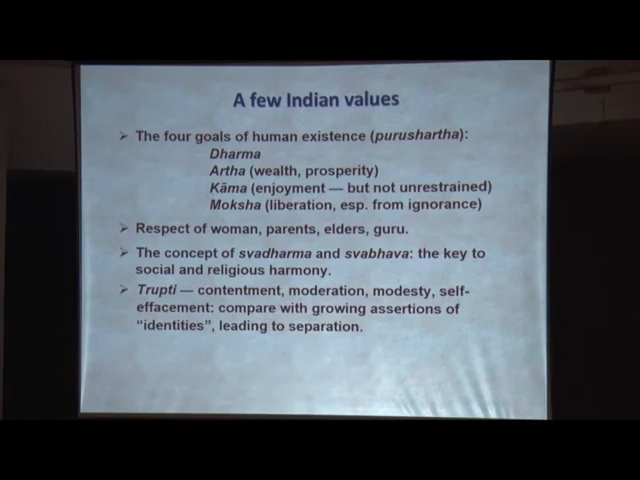 A few Indian values
➢ The four goals of human existence (purushartha):
Dharma
Artha (wealth, prosperity)
Kāma (enjoyment — but not unrestrained)
Moksha (liberation, esp. from ignorance)
➢ Respect of woman, parents, elders, guru.
➢ The concept of svadharma and svabhava: the key to
social and religious harmony.
➢ Trupti — contentment, moderation, modesty, self-
effacement: compare with growing assertions of
“identities”, leading to separation.